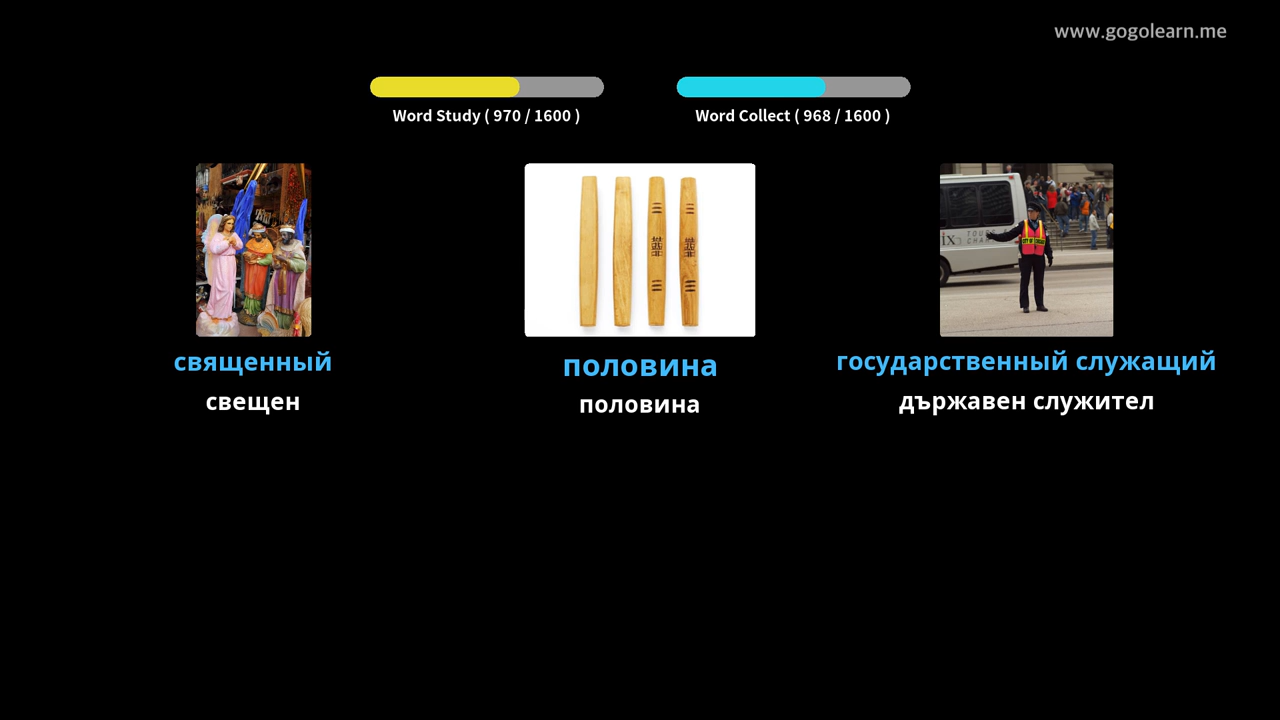 www.gogolearn.me
Word Study ( 970 / 1600 )
Word Collect ( 968 / 1600 )
священный
половина
государственный служащий
свещен
половина
държавен служител